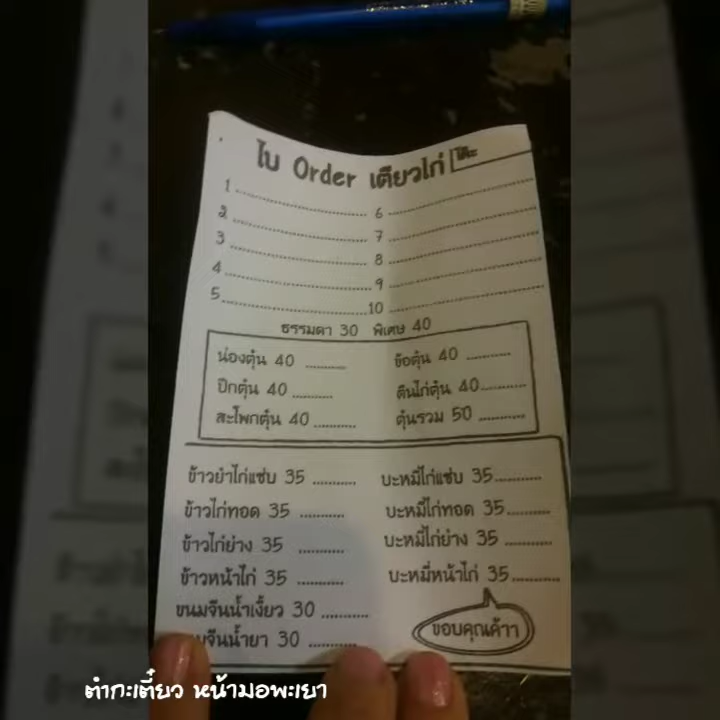 ใบ Order เตียวไก่ โต๊ะ
1 6
2 7
3 8
4 9
5 10
ธรรมดา 30 พิเศษ 40
น่องตุ๋น 40 ข้อตุ๋น 40
ปีกตุ๋น 40 ตีนไก่ตุ๋น 40
สะโพกตุ๋น 40 ตุ๋นรวม 50
ข้าวยำไก่แซ่บ 35 บะหมี่ไก่แซ่บ 35
ข้าวไก่ทอด 35 บะหมี่ไก่ทอด 35
ข้าวไก่ย่าง 35 บะหมี่ไก่ย่าง 35
ข้าวหน้าไก่ 35 บะหมี่หน้าไก่ 35
ขนมจีนน้ำเงี้ยว 30
จีนน้ำยา 30
ขอบคุณค้าา
ตำกะเตี๋ยว หน้ามอพะเยา